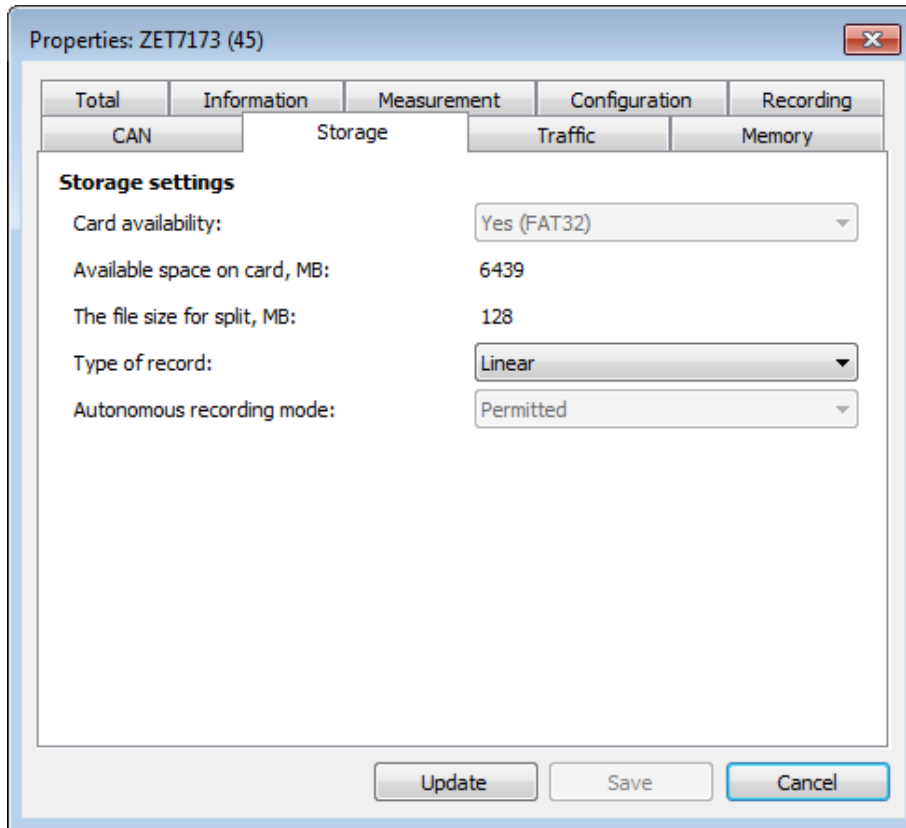 Properties: ZET7173 (45)
Total Information Measurement Configuration Recording
CAN Storage Traffic Memory
Storage settings
Card availability: Yes (FAT32)
Available space on card, MB: 6439
The file size for split, MB: 128
Type of record: Linear
Autonomous recording mode: Permitted
Update Save Cancel